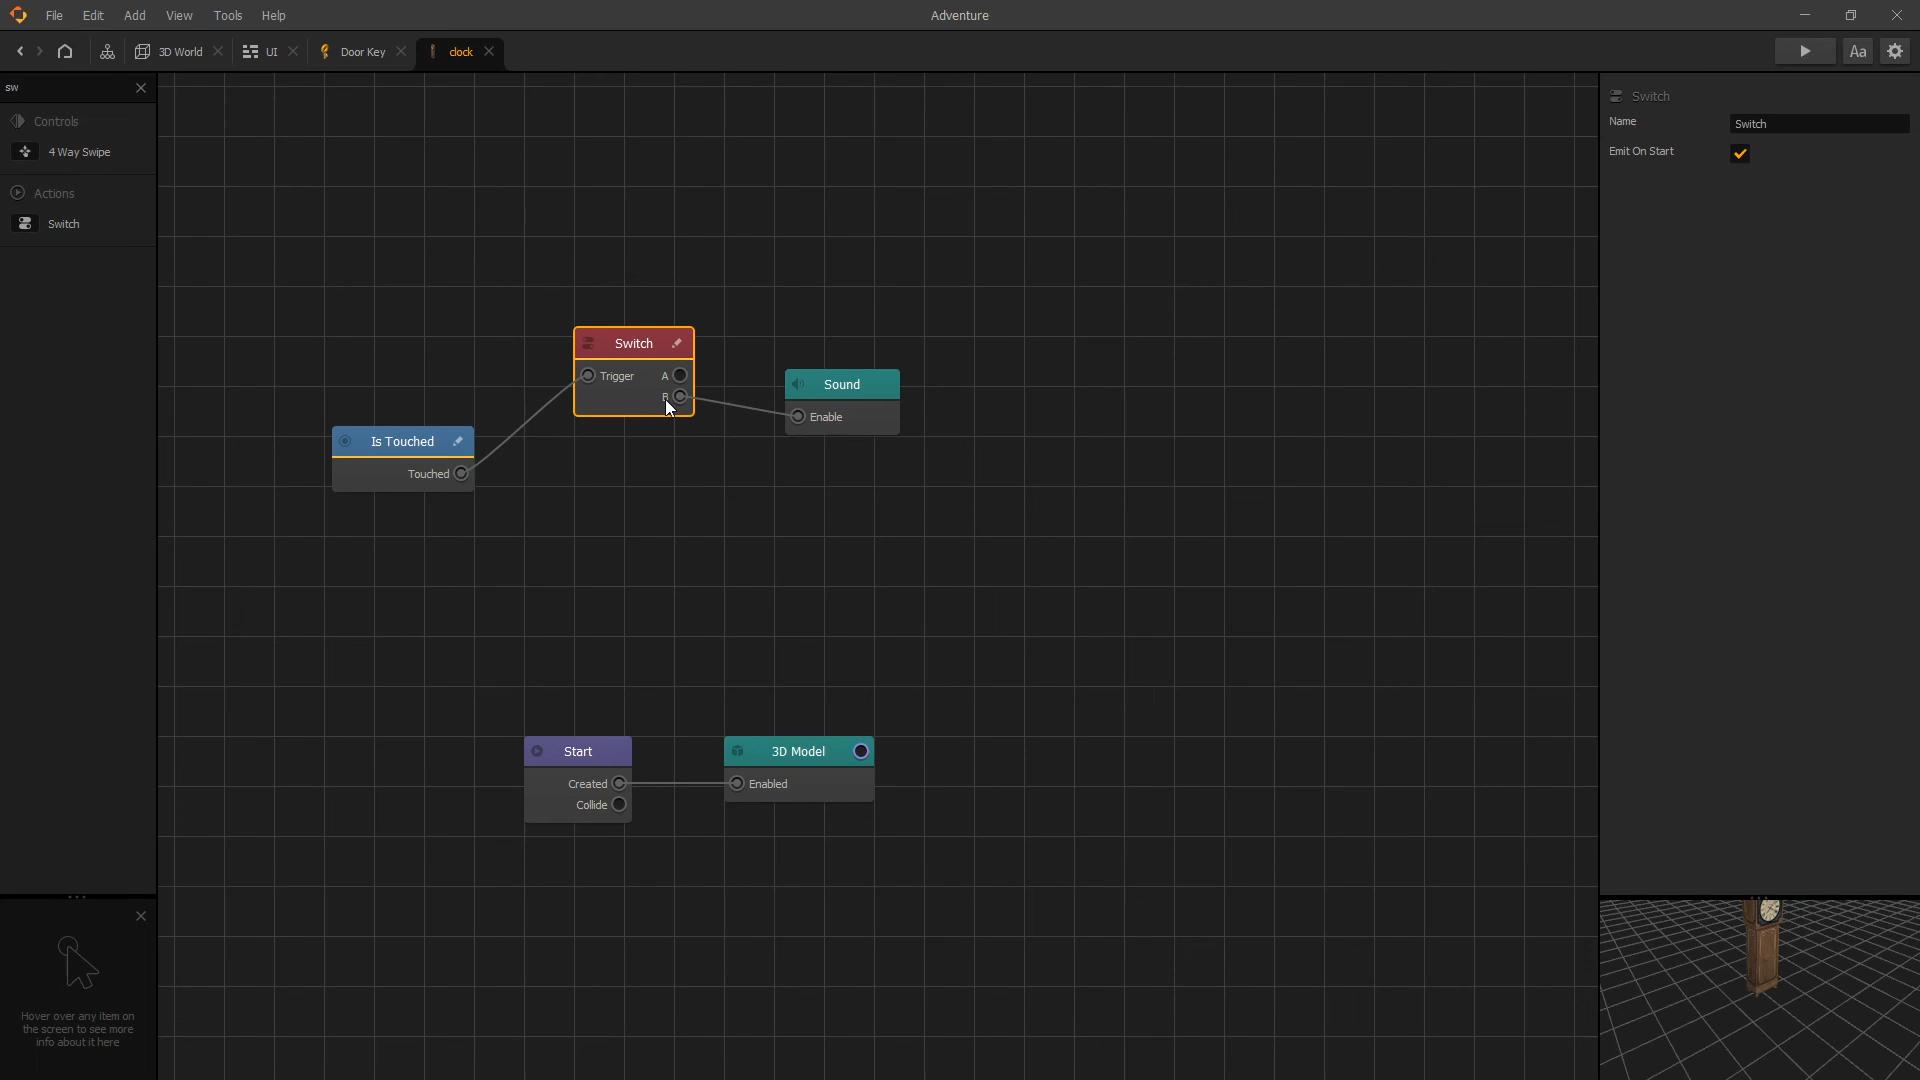 File Edit Add View Tools Help
Adventure
3D World
UI
Door Key
clock
Aa
sw
Controls
4 Way Swipe
Actions
Switch
Switch
Trigger A
Sound
Enable
Is Touched
Touched
Start
Created
Collide
3D Model
Enabled
Switch
Name
Switch
Emit On Start
Hover over any item on
the screen to see more
info about it here